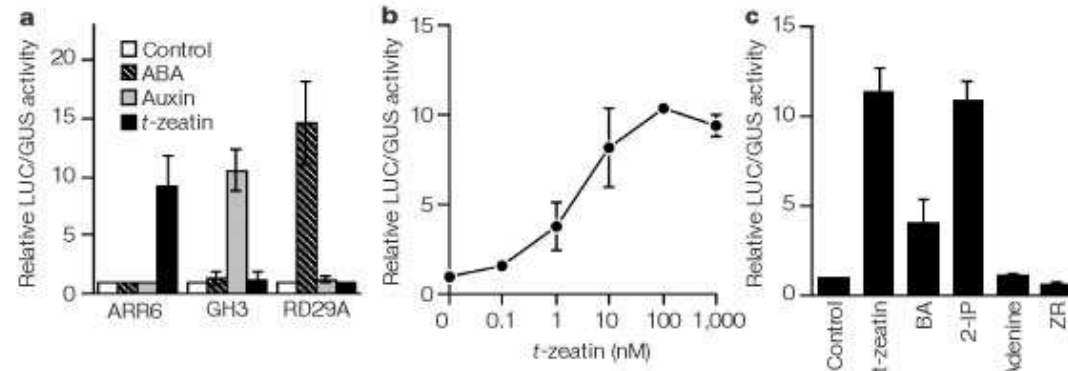 a
Relative LUC/GUS activity
20
15
10
5
0
Control
ABA
Auxin
t-zeatin
ARR6 GH3 RD29A
b
Relative LUC/GUS activity
15
10
5
0
0 0.1 1 10 100 1,000
t-zeatin (nM)
c
Relative LUC/GUS activity
15
10
5
0
Control
t-zeatin
BA
2-IP
Adenine
ZR